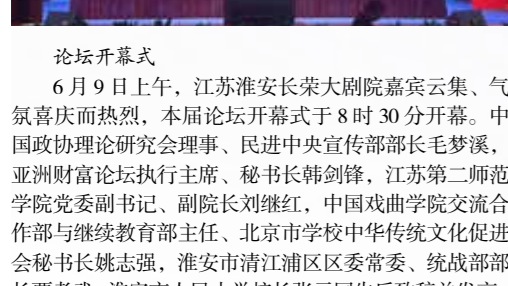 论坛开幕式
6 月 9 日上午，江苏淮安长荣大剧院嘉宾云集、气
氛喜庆而热烈，本届论坛开幕式于 8 时 30 分开幕。中
国政协理论研究会理事、民进中央宣传部部长毛梦溪，
亚洲财富论坛执行主席、秘书长韩剑锋，江苏第二师范
学院党委副书记、副院长刘继红，中国戏曲学院交流合
作部与继续教育部主任、北京市学校中华传统文化促进
会秘书长姚志强，淮安市清江浦区区委常委、统战部部